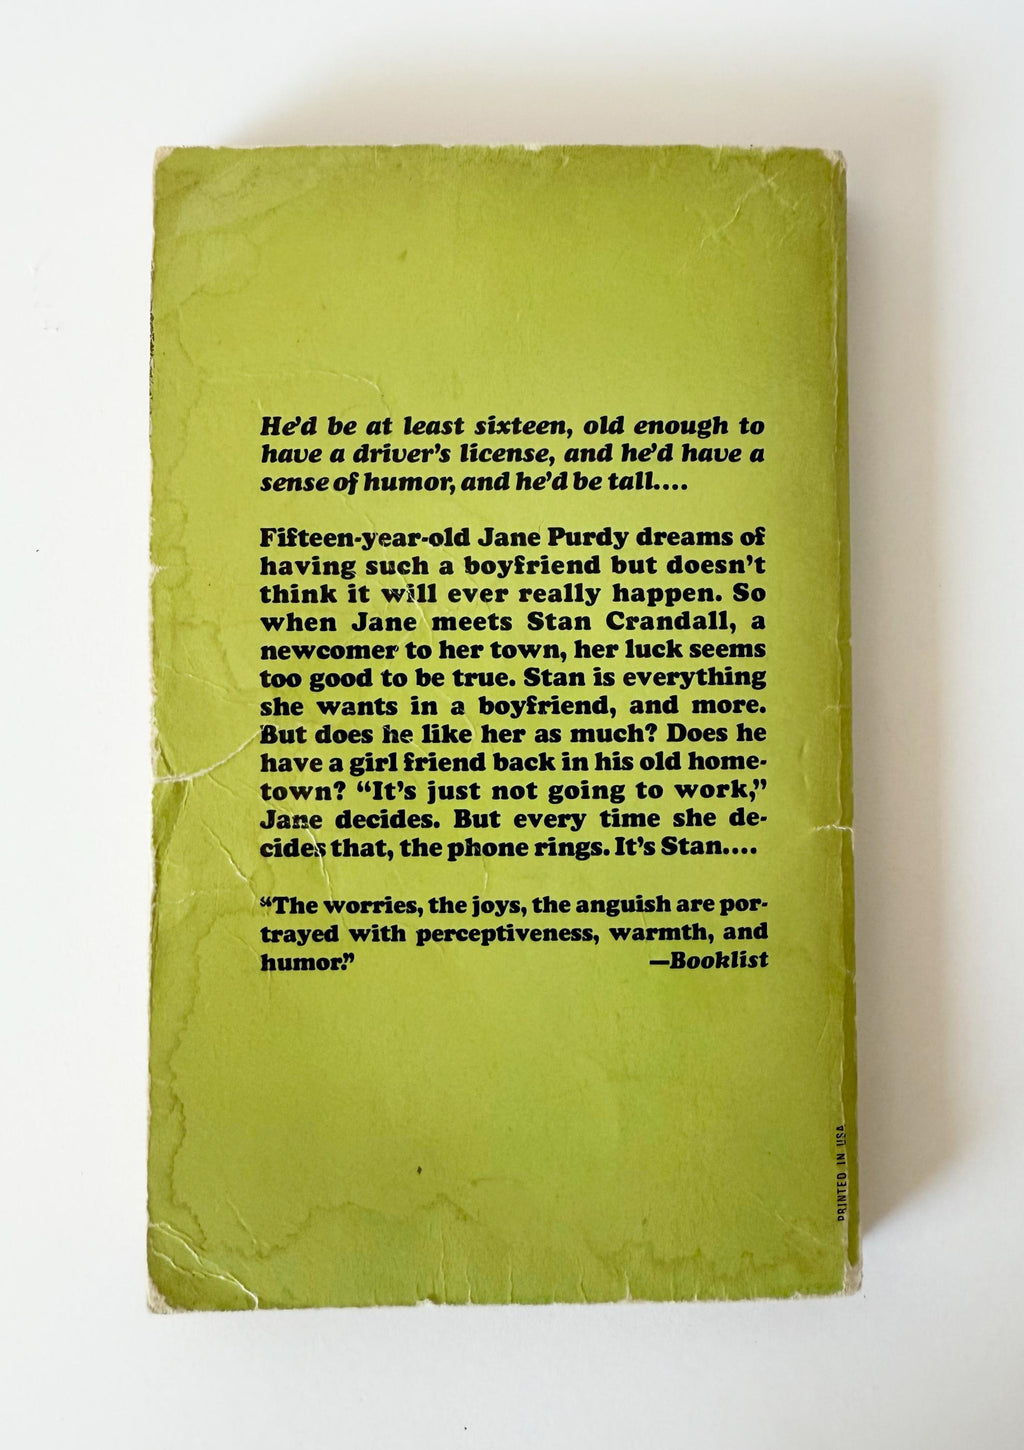 He'd be at least sixteen, old enough to
have a driver's license, and he'd have a
sense of humor, and he'd be tall....
Fifteen-year-old Jane Purdy dreams of
having such a boyfriend but doesn't
think it will ever really happen. So
when Jane meets Stan Crandall, a
newcomer to her town, her luck seems
too good to be true. Stan is everything
she wants in a boyfriend, and more.
But does he like her as much? Does he
have a girl friend back in his old home-
town? “It's just not going to work,”
Jane decides. But every time she de-
cides that, the phone rings. It's Stan....
“The worries, the joys, the anguish are por-
trayed with perceptiveness, warmth, and
humor.” —Booklist
PRINTED IN USA